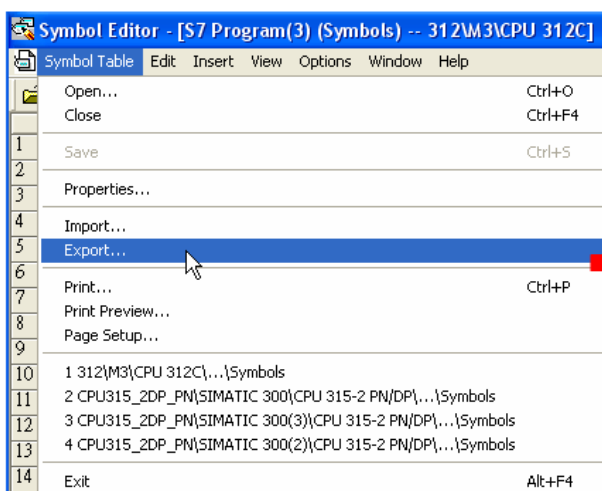 Symbol Editor - [S7 Program(3) (Symbols) -- 312\M3\CPU 312C]
Symbol Table Edit Insert View Options Window Help
Open... Ctrl+O
Close Ctrl+F4
1
Save Ctrl+S
2
Properties...
3
4
Import...
5
Export...
6
Print... Ctrl+P
7
Print Preview...
8
Page Setup...
9
10 1 312\M3\CPU 312C\...\Symbols
11 2 CPU315_2DP_PN\SIMATIC 300\CPU 315-2 PN/DP\...\Symbols
12 3 CPU315_2DP_PN\SIMATIC 300(3)\CPU 315-2 PN/DP\...\Symbols
13 4 CPU315_2DP_PN\SIMATIC 300(2)\CPU 315-2 PN/DP\...\Symbols
14 Exit Alt+F4